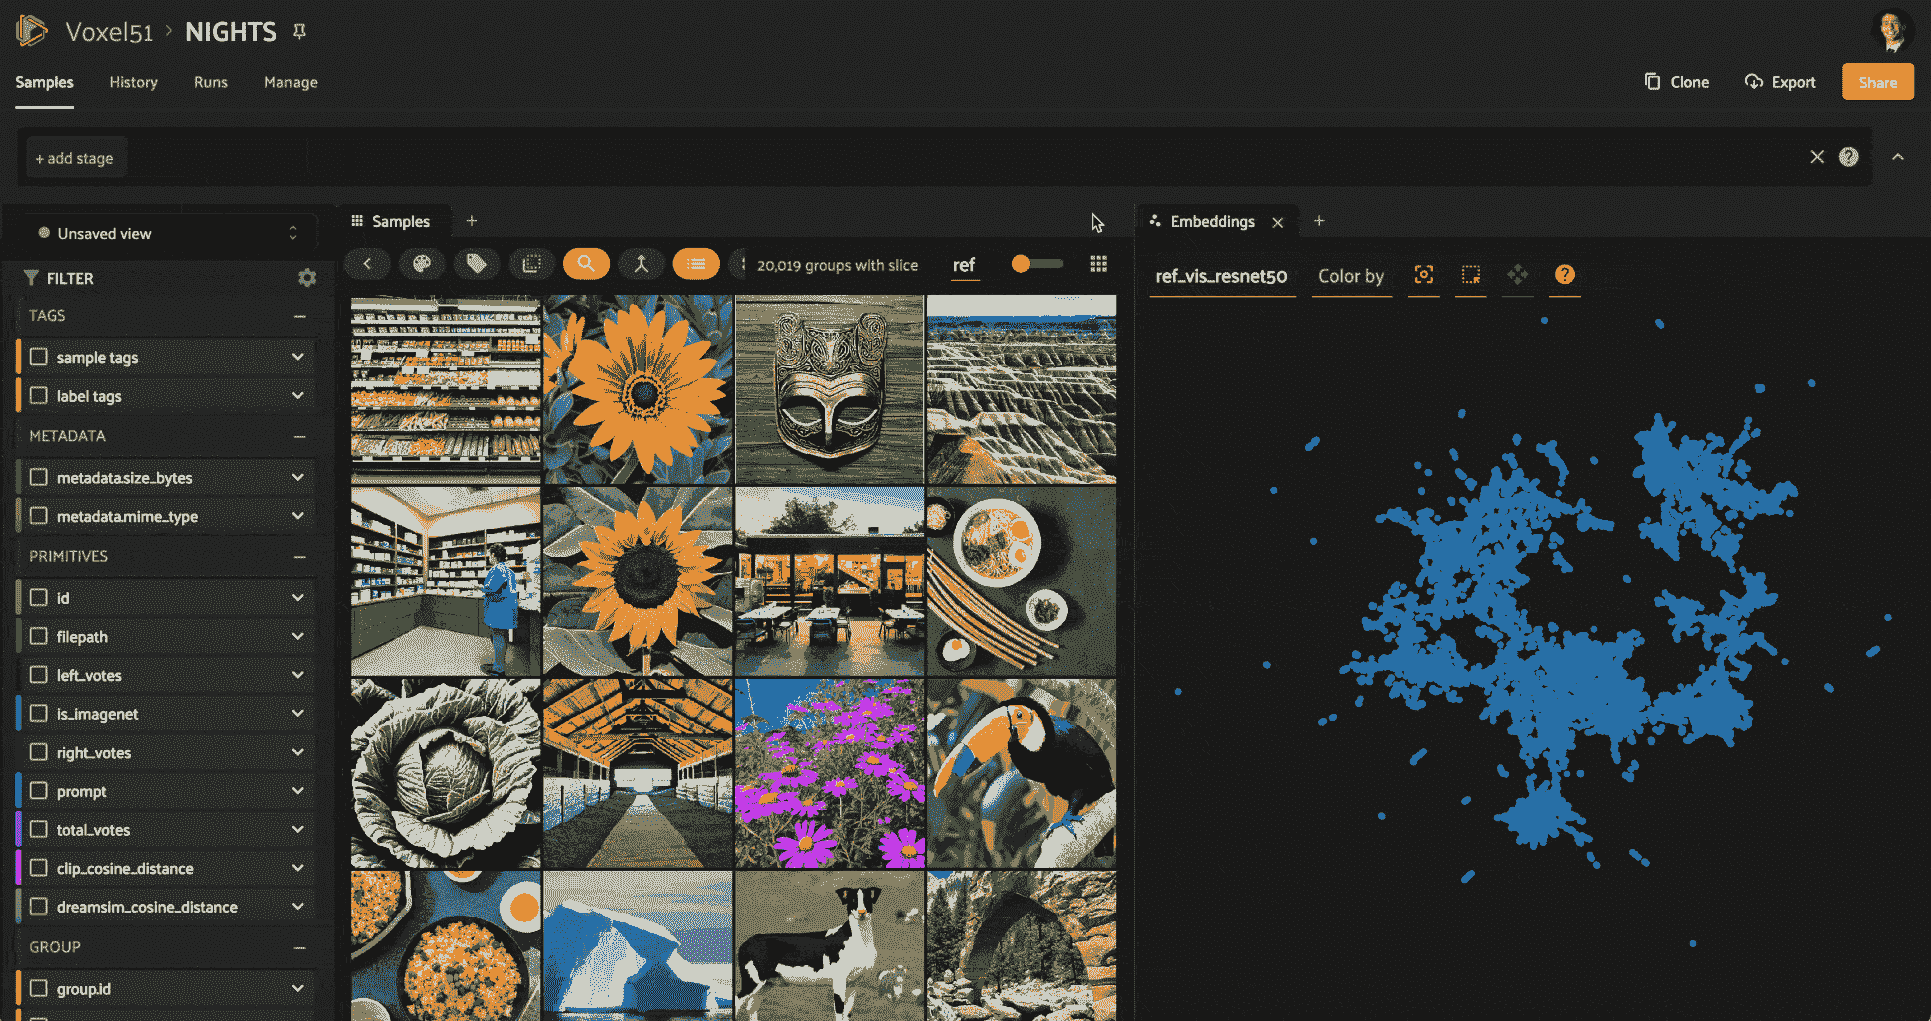 Voxel51 > NIGHTS
Samples History Runs Manage
Clone Export Share
+ add stage
Unsaved view
FILTER
TAGS
sample tags
label tags
METADATA
metadata.size_bytes
metadata.mime_type
PRIMITIVES
id
filepath
left_votes
is_imagenet
right_votes
prompt
total_votes
clip_cosine_distance
dreamsim_cosine_distance
GROUP
group.id
Samples +
20,019 groups with slice ref
Embeddings × +
ref_vis_resnet50 Color by